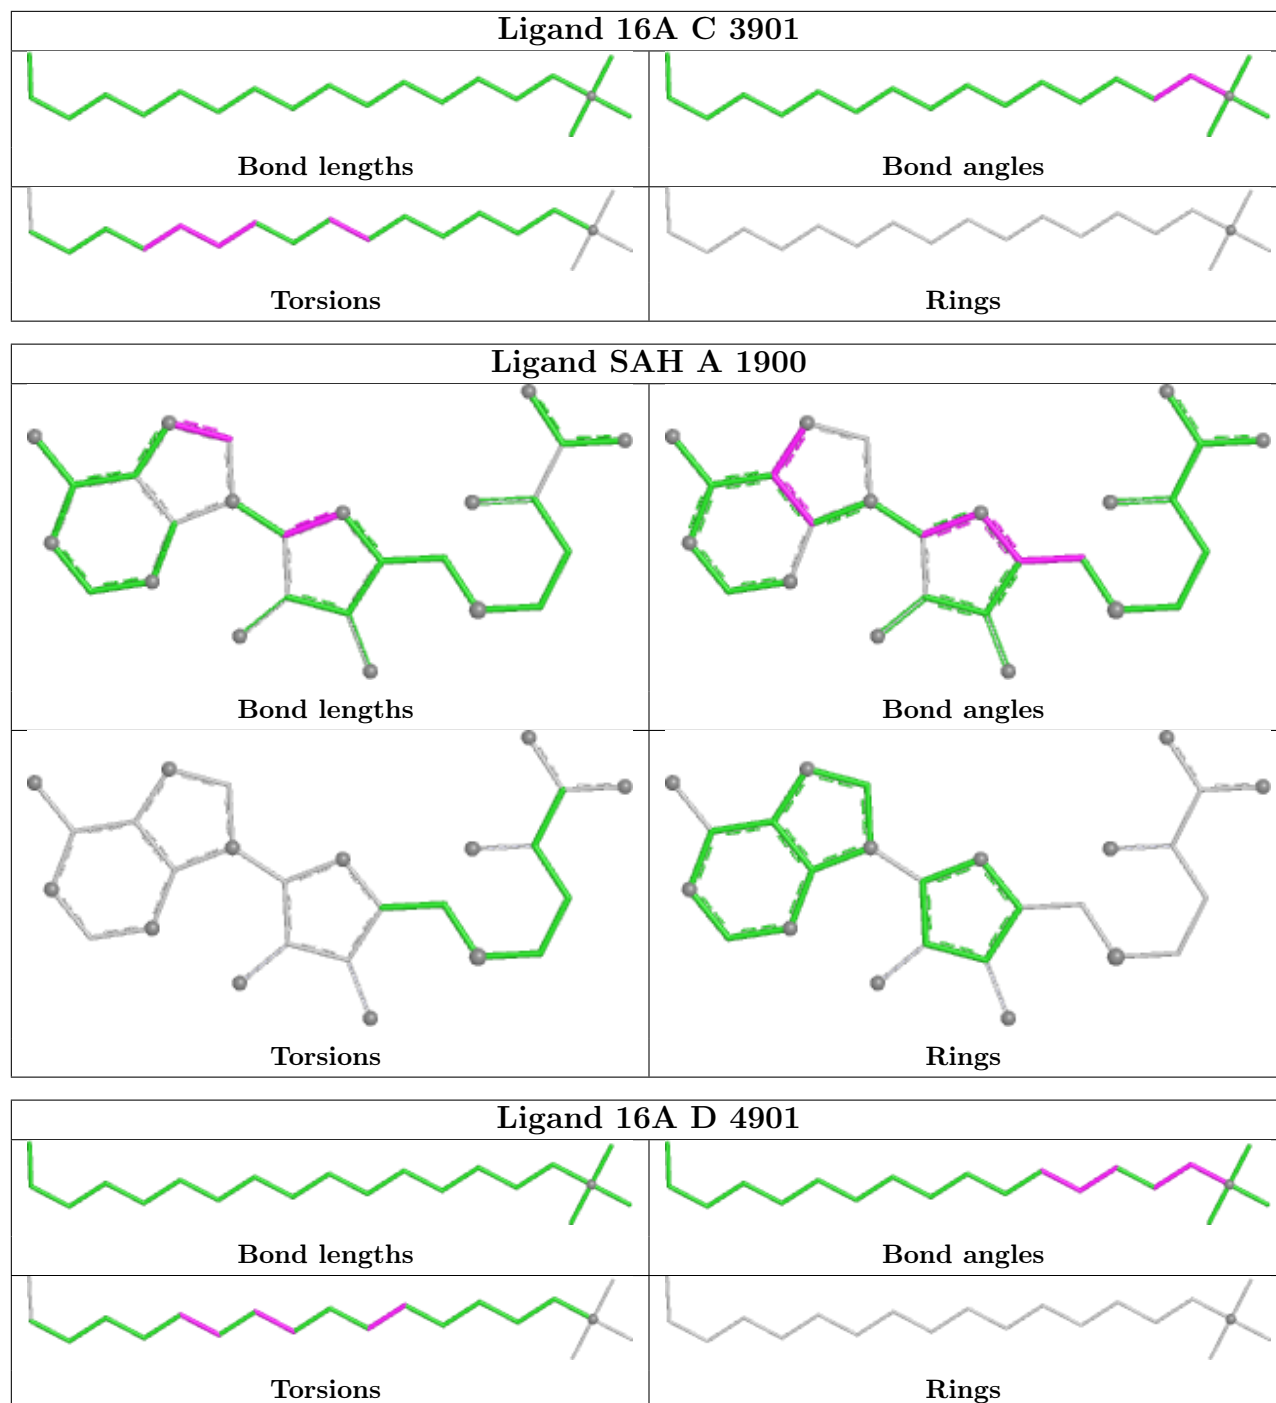 Ligand 16A C 3901
Bond lengths
Bond angles
Torsions
Rings
Ligand SAH A 1900
Bond lengths
Bond angles
Torsions
Rings
Ligand 16A D 4901
Bond lengths
Bond angles
Torsions
Rings